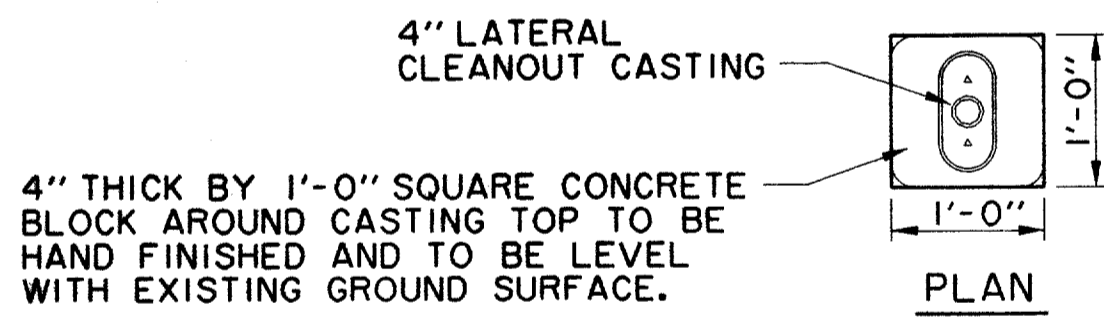 4" LATERAL
CLEANOUT CASTING
1'-0"
4" THICK BY 1'-0" SQUARE CONCRETE
BLOCK AROUND CASTING TOP TO BE
HAND FINISHED AND TO BE LEVEL
WITH EXISTING GROUND SURFACE.
1'-0"
PLAN